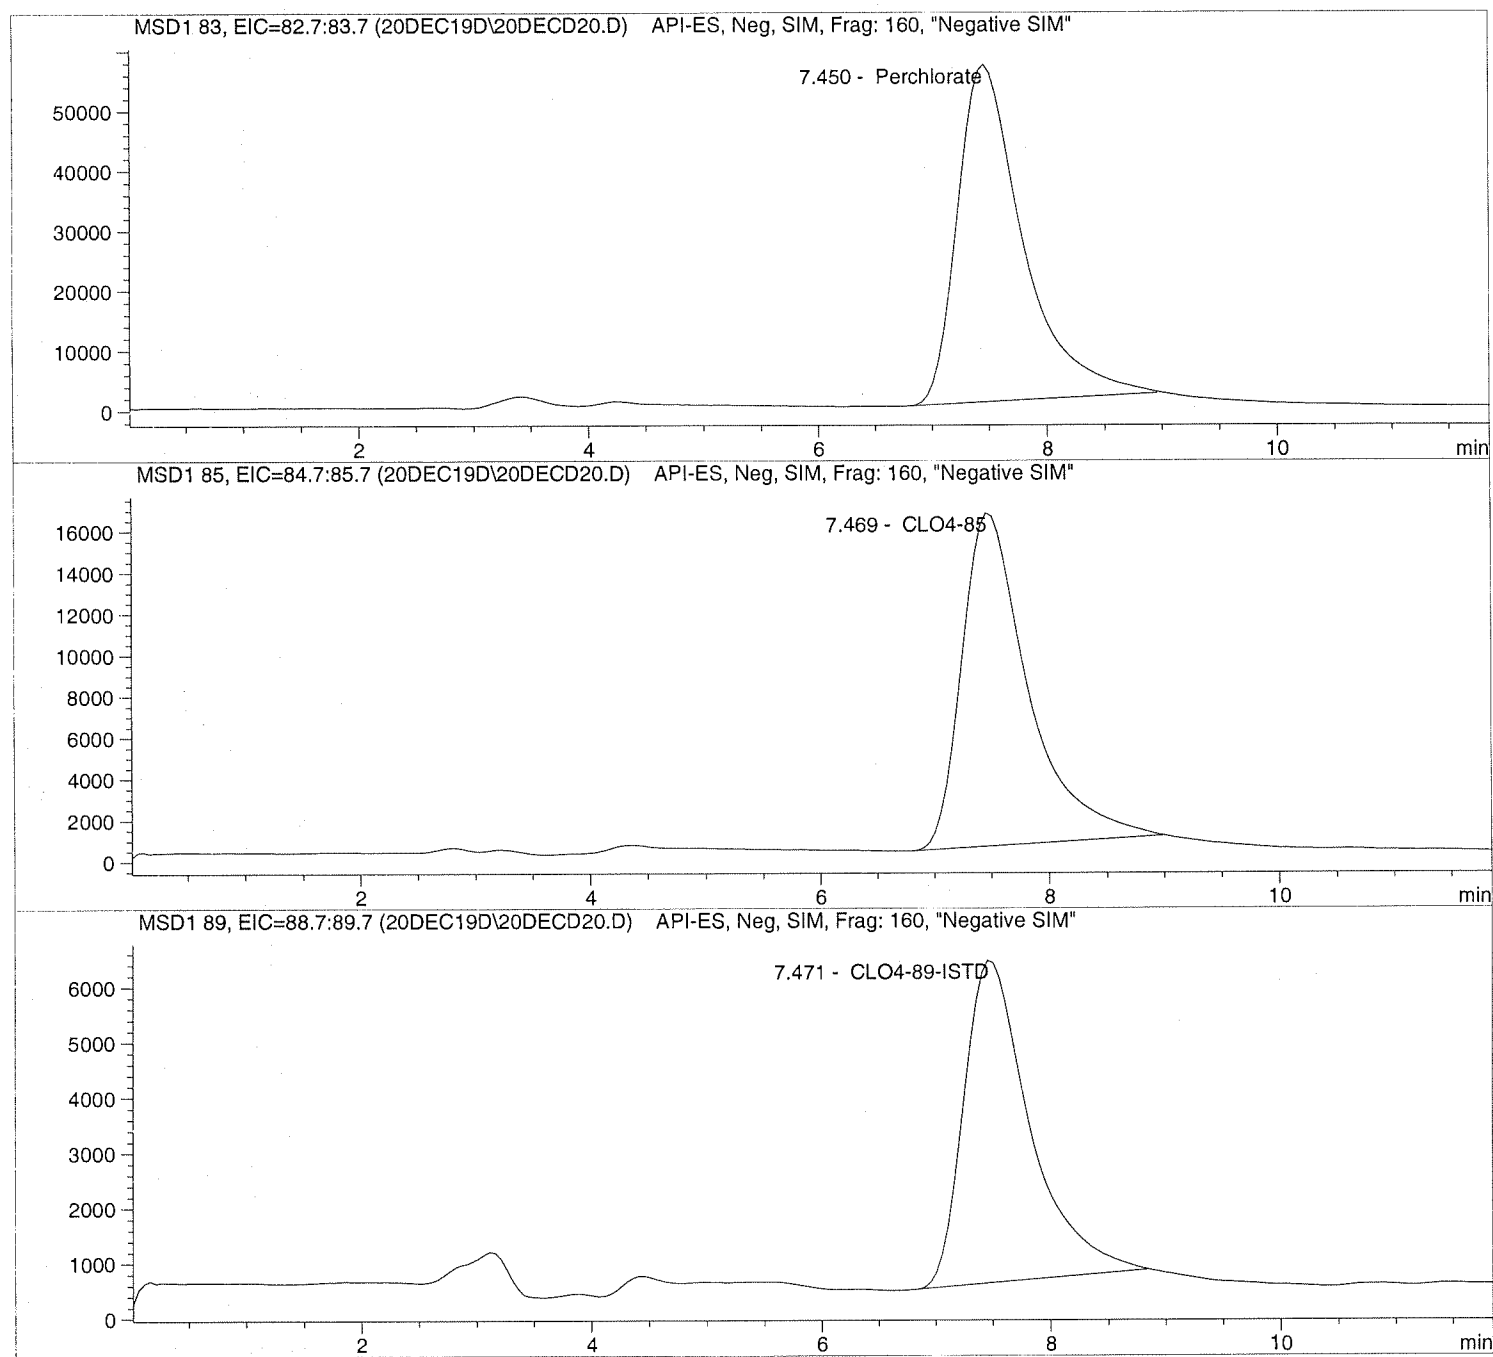 MSD1 83, EIC=82.7:83.7 (20DEC19D\20DECD20.D) API-ES, Neg, SIM, Frag: 160, "Negative SIM"
7.450 - Perchlorate
50000
40000
30000
20000
10000
0
2 4 6 8 10 min
MSD1 85, EIC=84.7:85.7 (20DEC19D\20DECD20.D) API-ES, Neg, SIM, Frag: 160, "Negative SIM"
7.469 - CLO4-85
16000
14000
12000
10000
8000
6000
4000
2000
0
2 4 6 8 10 min
MSD1 89, EIC=88.7:89.7 (20DEC19D\20DECD20.D) API-ES, Neg, SIM, Frag: 160, "Negative SIM"
7.471 - CLO4-89-ISTD
6000
5000
4000
3000
2000
1000
0
2 4 6 8 10 min